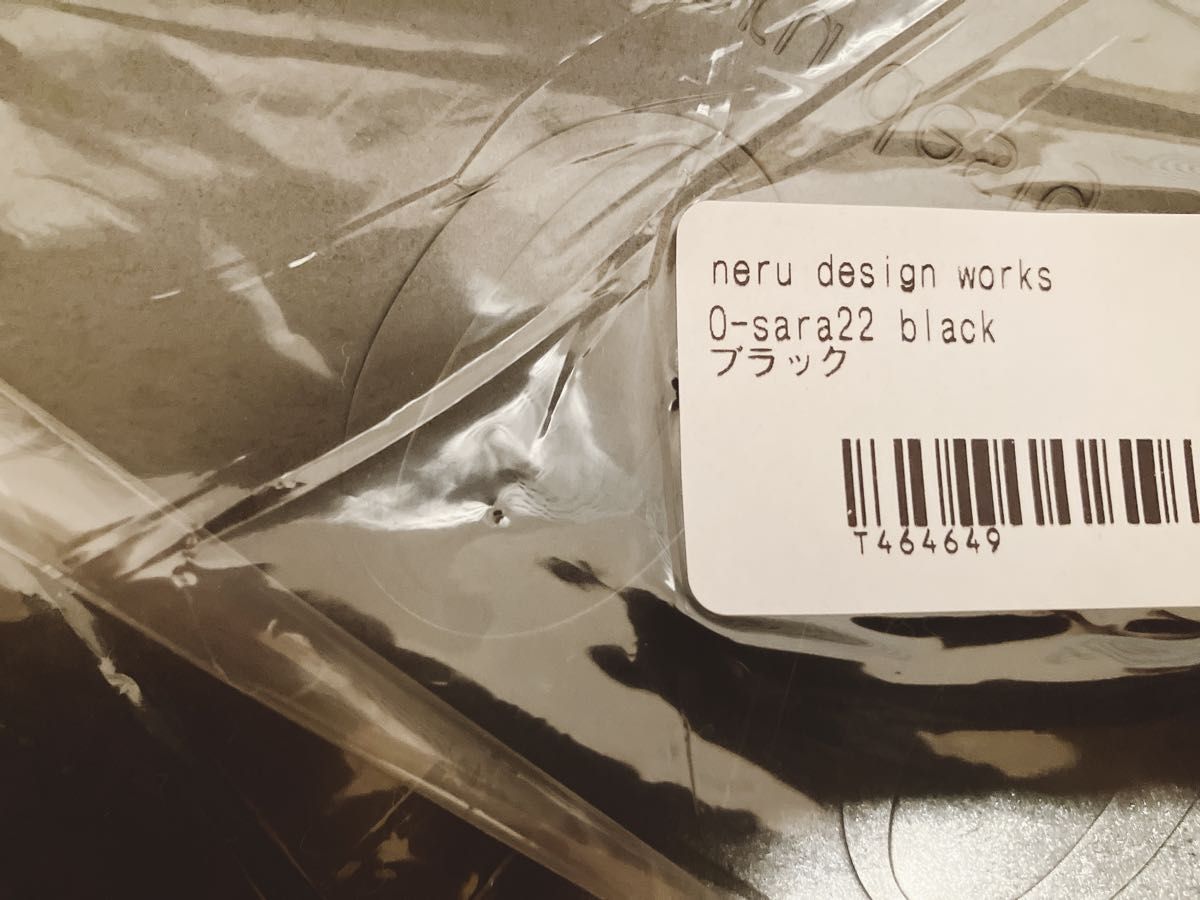 neru design works
O-sara22 black
ブラック
T464649